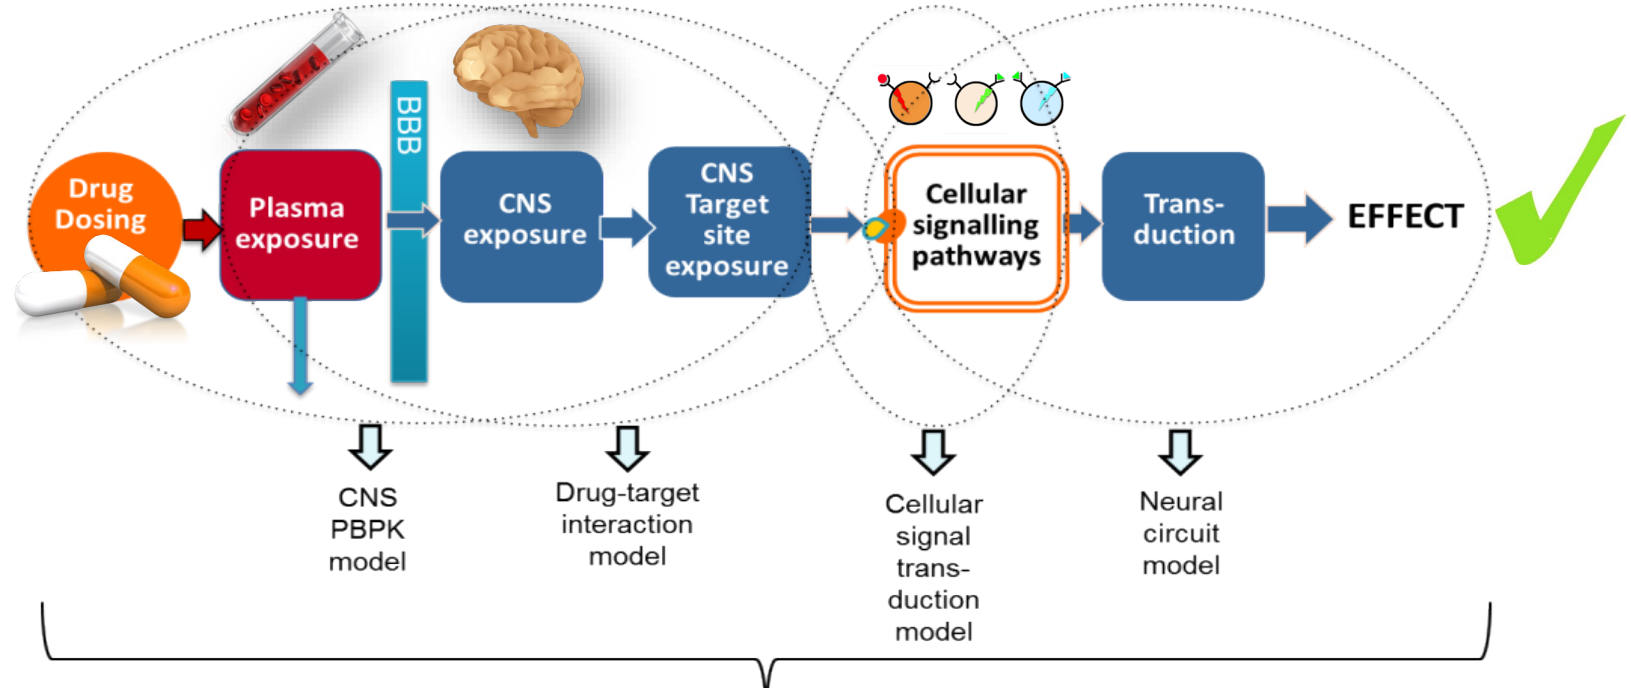 Drug
Dosing
Plasma
exposure
BBB
CNS
exposure
CNS
Target
site
exposure
Cellular
signalling
pathways
Trans-
duction
EFFECT
CNS
PBPK
model
Drug-target
interaction
model
Cellular
signal
trans-
duction
model
Neural
circuit
model